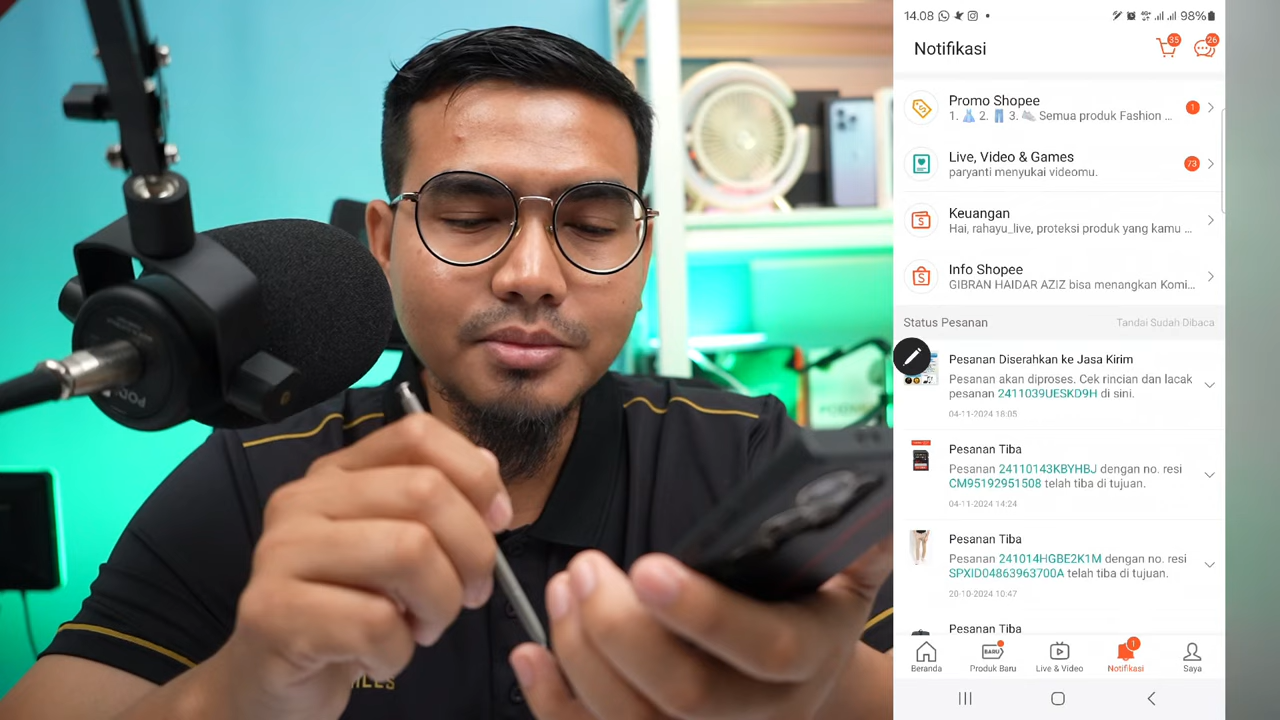 14.08
98%
Notifikasi
35
26
Promo Shopee
1. 👗 2. 👖 3. 👟 Semua produk Fashion ...
1
Live, Video & Games
paryanti menyukai videomu.
73
Keuangan
Hai, rahayu_live, proteksi produk yang kamu ...
Info Shopee
GIBRAN HAIDAR AZIZ bisa menangkan Komi...
Status Pesanan
Tandai Sudah Dibaca
Pesanan Diserahkan ke Jasa Kirim
Pesanan akan diproses. Cek rincian dan lacak
pesanan 2411039UESKD9H di sini.
04-11-2024 18:05
Pesanan Tiba
Pesanan 24110143KBYHBJ dengan no. resi
CM95192951508 telah tiba di tujuan.
04-11-2024 14:24
Pesanan Tiba
Pesanan 241014HGBE2K1M dengan no. resi
SPXID04863963700A telah tiba di tujuan.
20-10-2024 10:47
Pesanan Tiba
BARU
1
Beranda
Produk Baru
Live & Video
Notifikasi
Saya